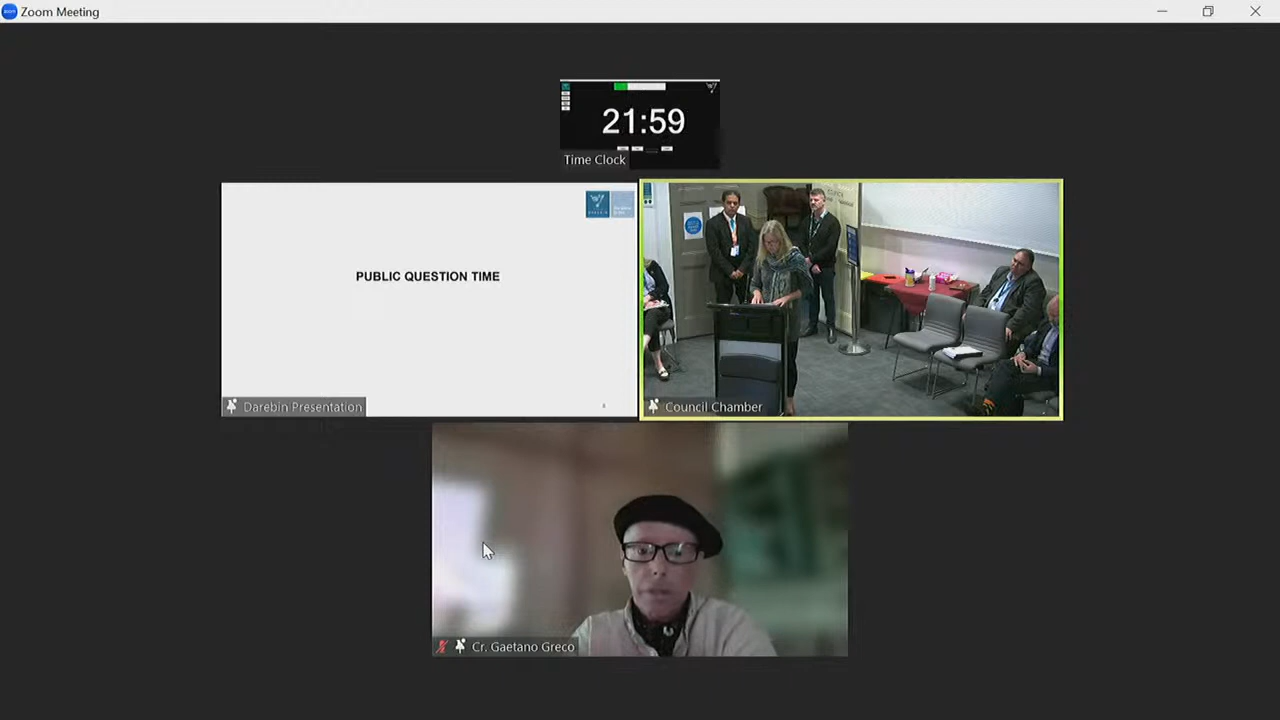 Zoom Meeting
21:59
Time Clock
PUBLIC QUESTION TIME
Darebin Presentation
Council Chamber
Cr. Gaetano Greco